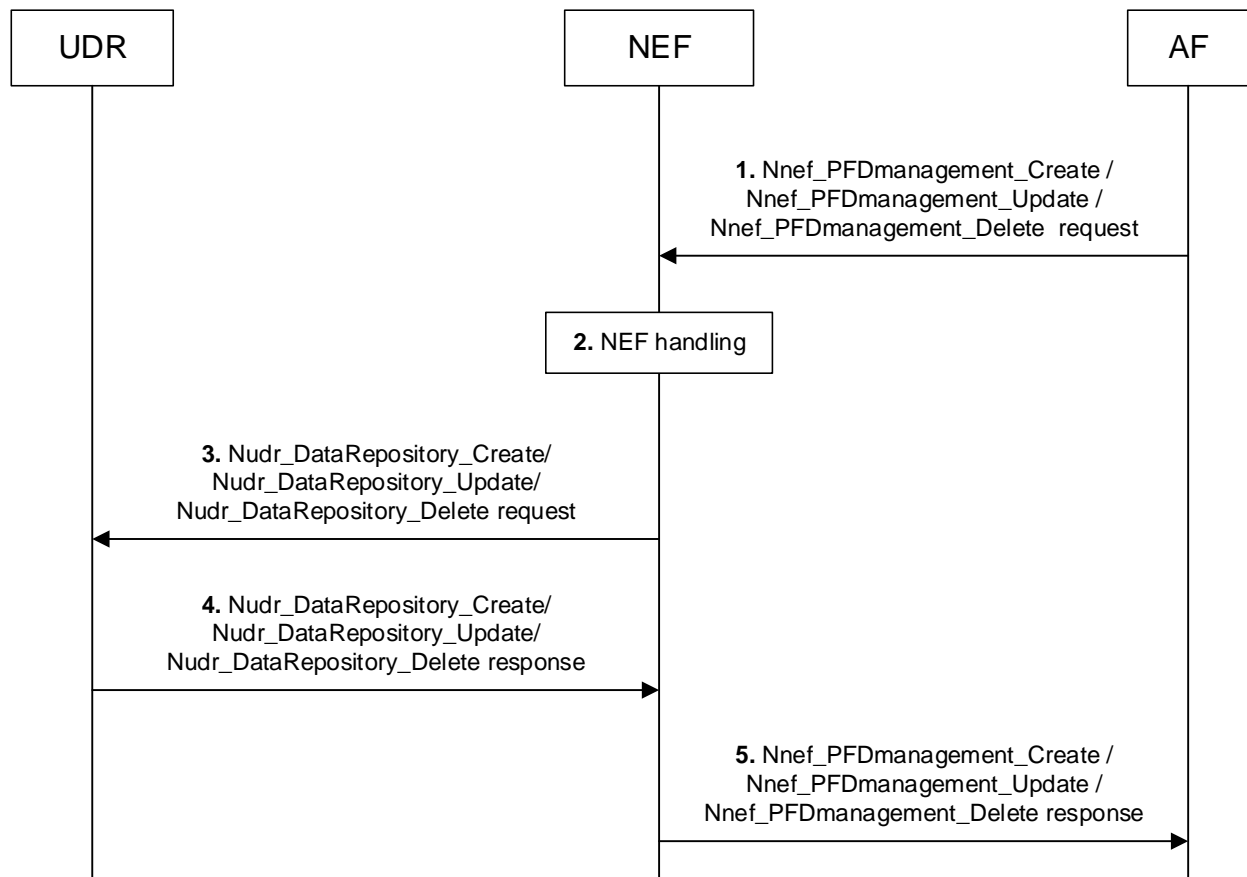 UDR
NEF
AF
1. Nnef_PFDmanagement_Create /
Nnef_PFDmanagement_Update /
Nnef_PFDmanagement_Delete request
2. NEF handling
3. Nudr_DataRepository_Create/
Nudr_DataRepository_Update/
Nudr_DataRepository_Delete request
4. Nudr_DataRepository_Create/
Nudr_DataRepository_Update/
Nudr_DataRepository_Delete response
5. Nnef_PFDmanagement_Create /
Nnef_PFDmanagement_Update /
Nnef_PFDmanagement_Delete response